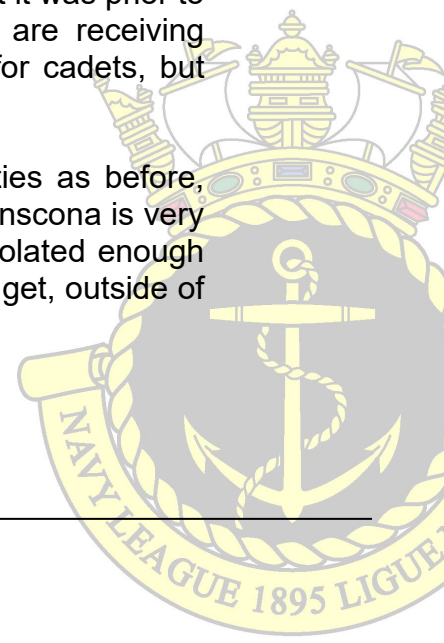 t it was prior to
are receiving
for cadets, but
ties as before,
nscona is very
olated enough
get, outside of
NAVY LEAGUE 1895 LIGUE